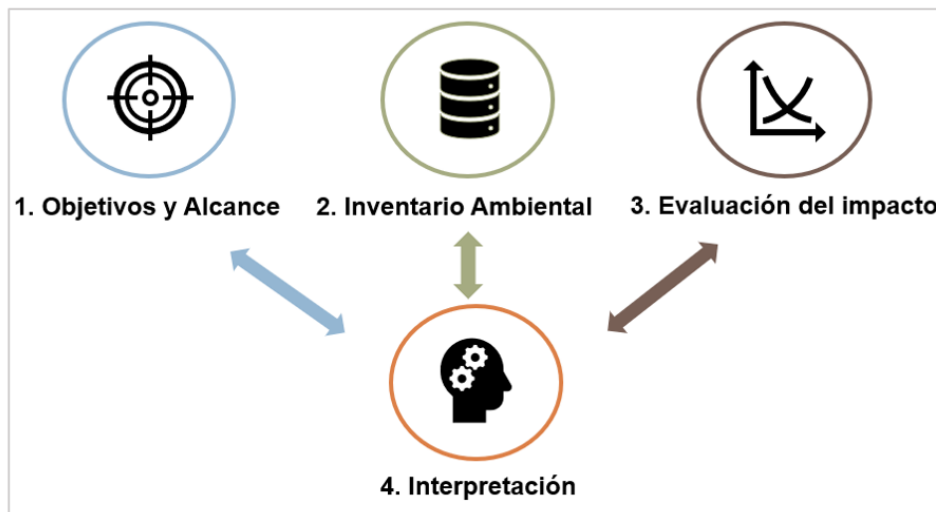 1. Objetivos y Alcance
2. Inventario Ambiental
3. Evaluación del impacto
4. Interpretación